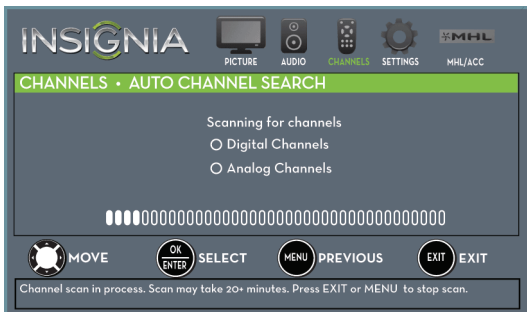 INSIGNIA
PICTURE AUDIO CHANNELS SETTINGS MHL MHL/ACC
CHANNELS • AUTO CHANNEL SEARCH
Scanning for channels
Digital Channels
Analog Channels
MOVE OK ENTER SELECT MENU PREVIOUS EXIT EXIT
Channel scan in process. Scan may take 20+ minutes. Press EXIT or MENU to stop scan.